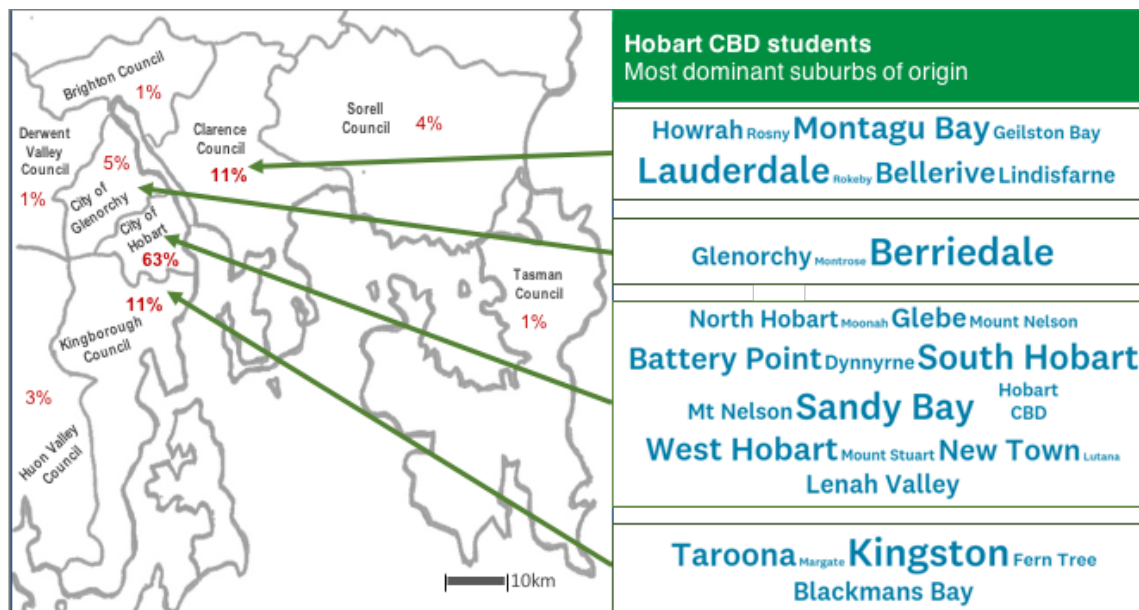 Brighton Council
1%
Sorell
Council
4%
Derwent
Valley
Council
1%
Clarence
Council
11%
5%
City of
Glenorchy
City of
Hobart
63%
11%
Kingborough
Council
Tasman
Council
1%
3%
Huon Valley
Council
10km
Hobart CBD students
Most dominant suburbs of origin
Howrah Rosny Montagu Bay Geilston Bay
Lauderdale Rokeby Bellerive Lindisfarne
Glenorchy Montrose Berriedale
North Hobart Moonah Glebe Mount Nelson
Battery Point Dynnyrne South Hobart
Mt Nelson Sandy Bay Hobart
CBD
West Hobart Mount Stuart New Town Lutana
Lenah Valley
Taroona Margate Kingston Fern Tree
Blackmans Bay